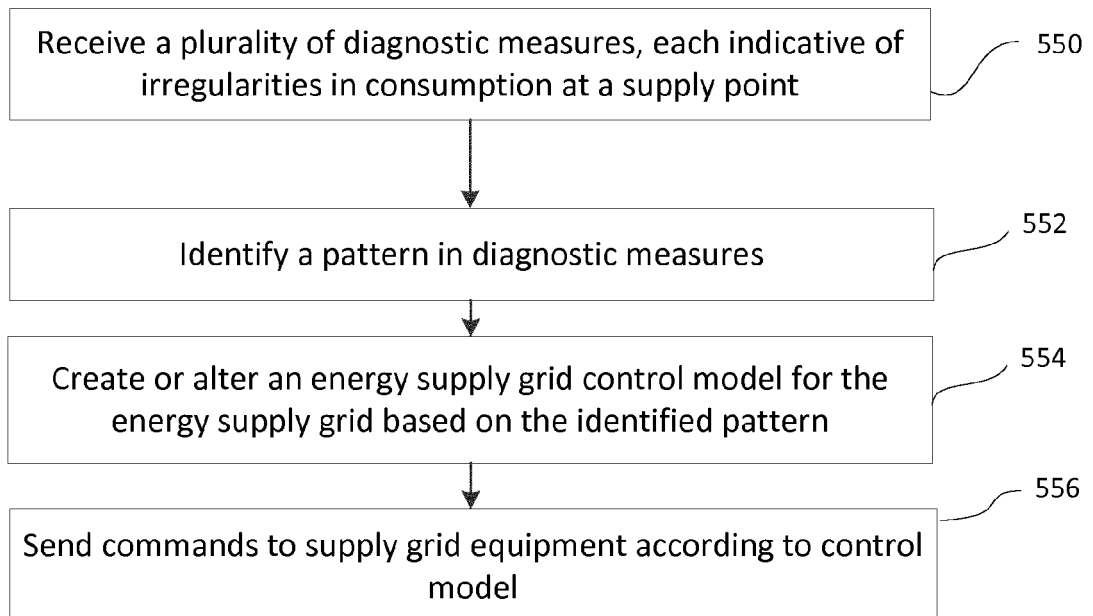 Receive a plurality of diagnostic measures, each indicative of
irregularities in consumption at a supply point
550
552
Identify a pattern in diagnostic measures
554
Create or alter an energy supply grid control model for the
energy supply grid based on the identified pattern
556
Send commands to supply grid equipment according to control
model